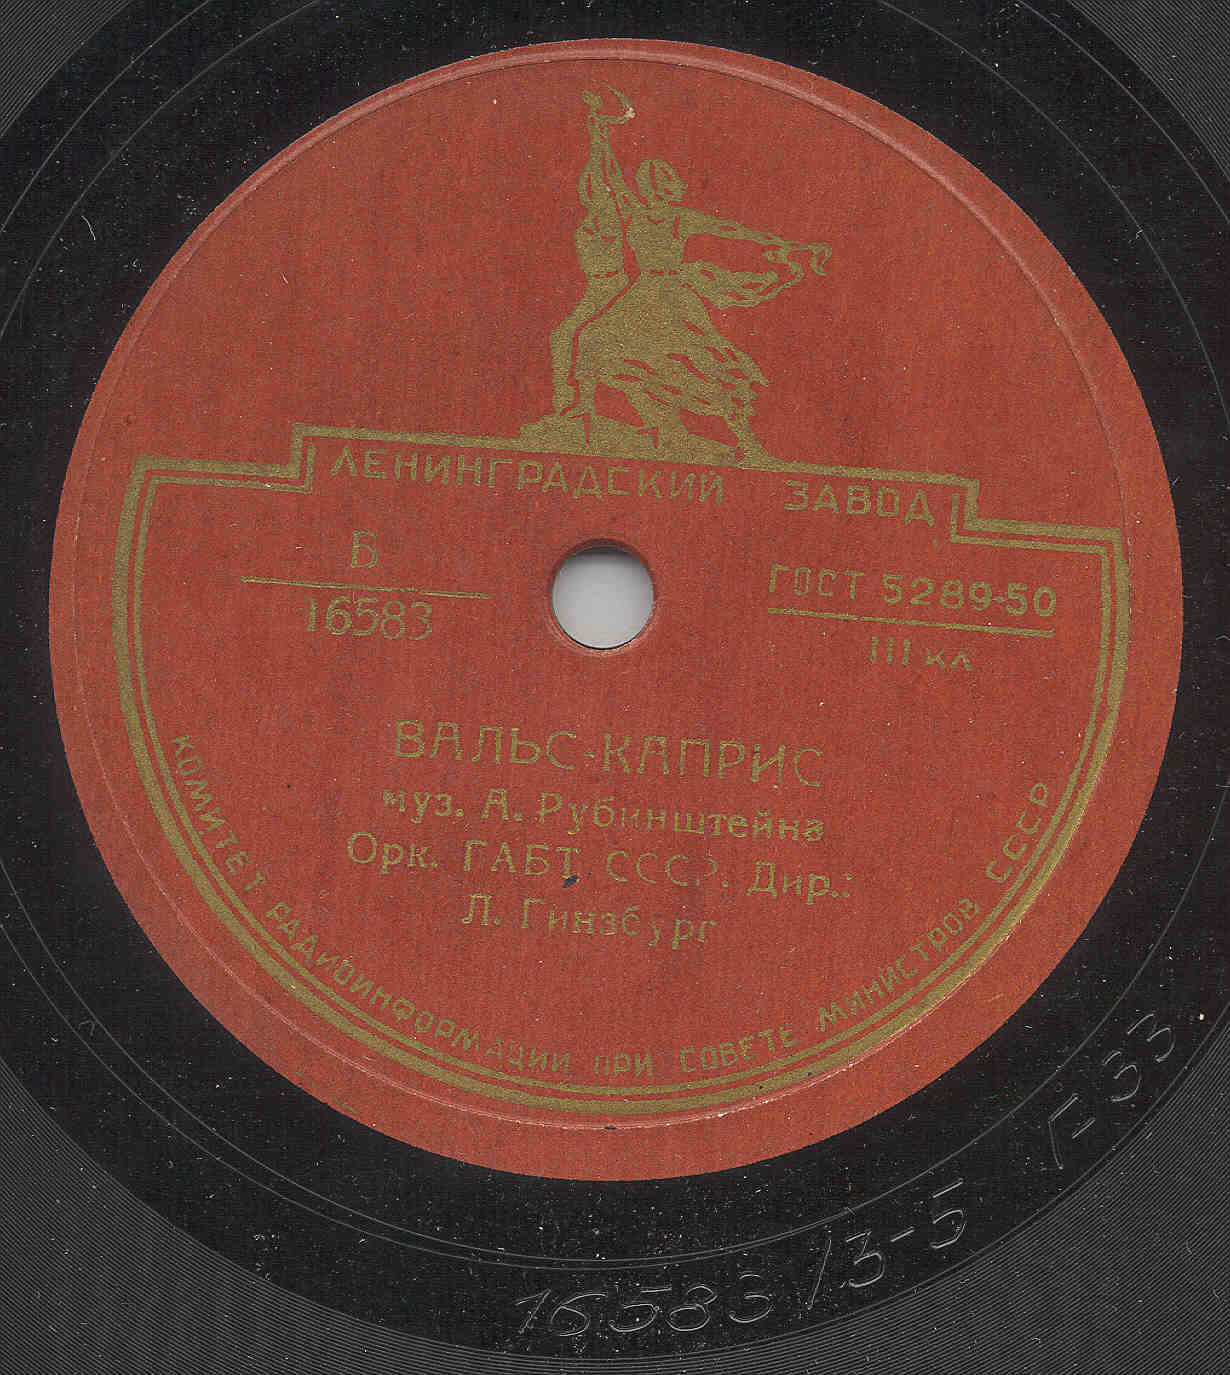 ЛЕНИНГРАДСКИЙ ЗАВОД
Б
16583
ГОСТ 5289-50
III кл
ВАЛЬС-КАПРИС
муз. А. Рубинштейна
Орк. ГАБТ СССР. Дир.:
Л. Гинзбург
КОМИТЕТ РАДИОИНФОРМАЦИИ ПРИ СОВЕТЕ МИНИСТРОВ СССР
16583/3-5 Г-33